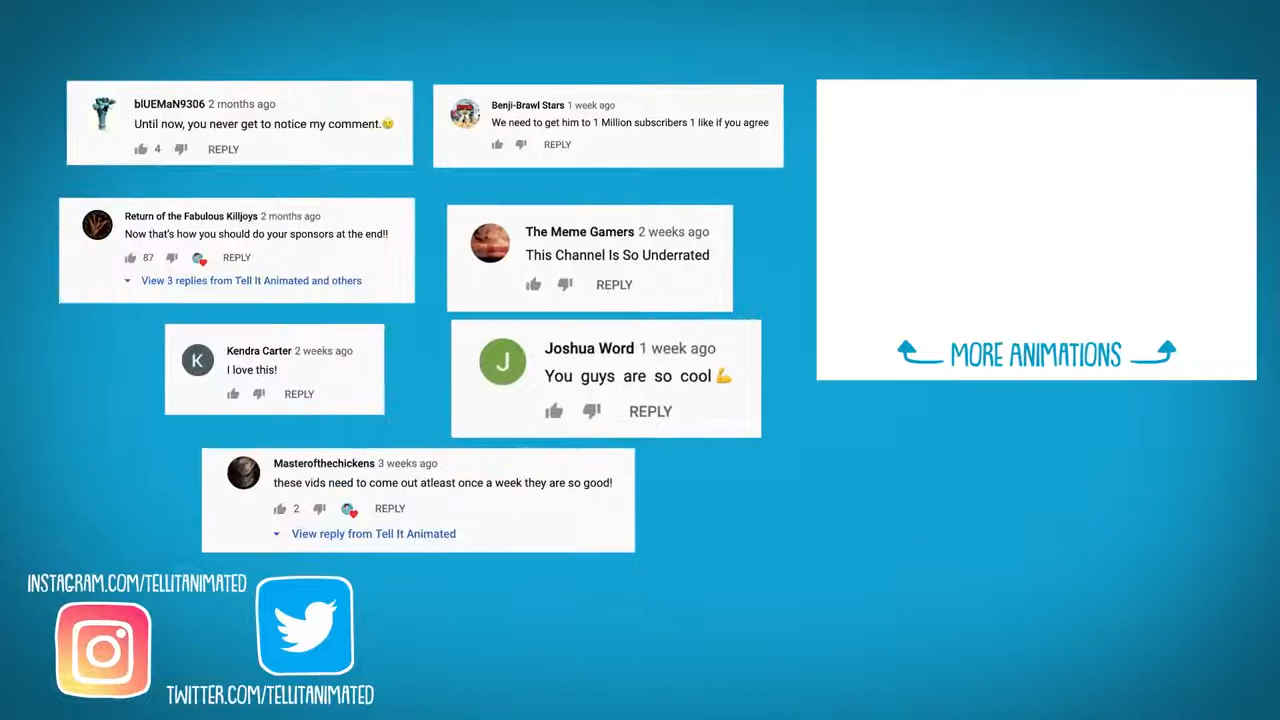 blUEMaN9306 2 months ago
Until now, you never get to notice my comment.😢
4 REPLY
Benji-Brawl Stars 1 week ago
We need to get him to 1 Million subscribers 1 like if you agree
REPLY
Return of the Fabulous Killjoys 2 months ago
Now that's how you should do your sponsors at the end!!
87 REPLY
View 3 replies from Tell It Animated and others
The Meme Gamers 2 weeks ago
This Channel Is So Underrated
REPLY
K
Kendra Carter 2 weeks ago
I love this!
REPLY
J
Joshua Word 1 week ago
You guys are so cool💪
REPLY
Masterofthechickens 3 weeks ago
these vids need to come out atleast once a week they are so good!
2 REPLY
View reply from Tell It Animated
MORE ANIMATIONS
INSTAGRAM.COM/TELLITANIMATED
TWITTER.COM/TELLITANIMATED